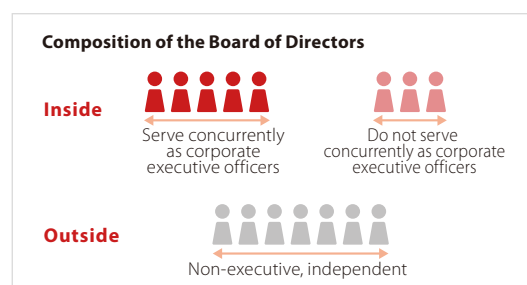 Composition of the Board of Directors
Inside
Serve concurrently
as corporate
executive officers
Do not serve
concurrently as corporate
executive officers
Outside
Non-executive, independent